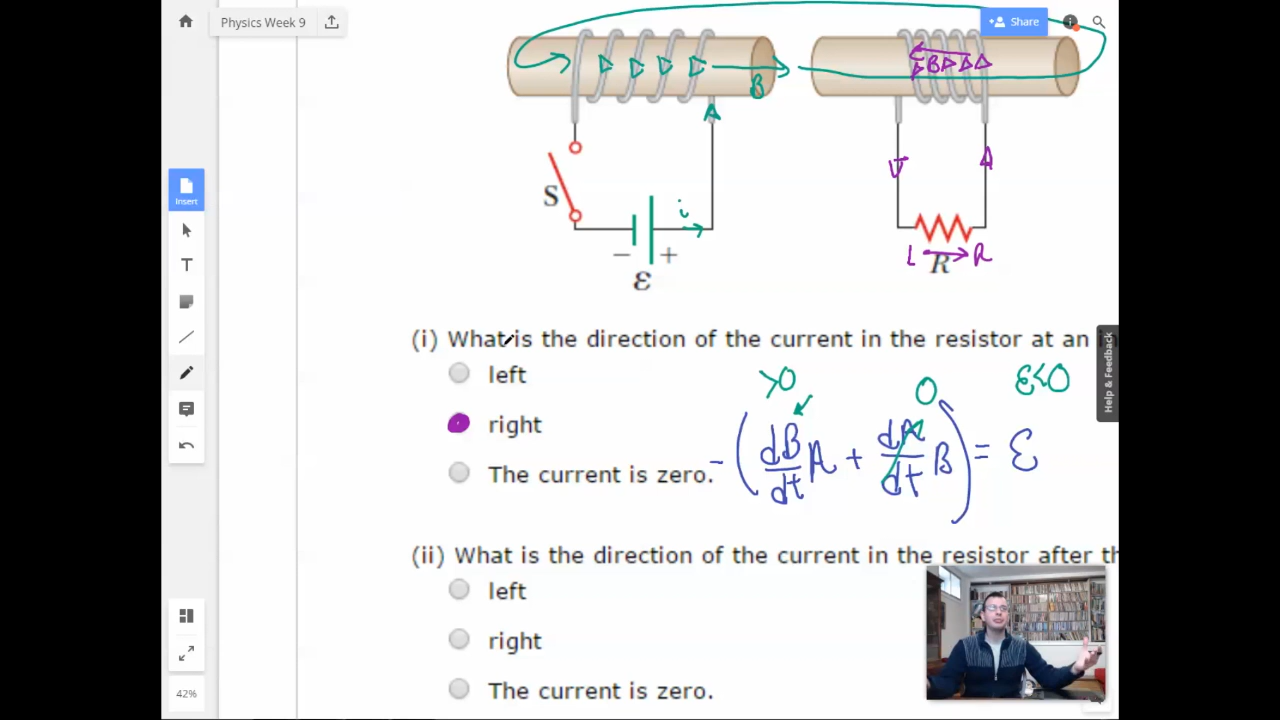 Physics Week 9
Share
B
B
A
S
i
L → R
− +
R
ε
Insert
T
(i) What is the direction of the current in the resistor at an i
left
>0
0
ε<0
right
- (dB/dt A + dA/dt B) = ε
The current is zero.
Help & Feedback
(ii) What is the direction of the current in the resistor after th
left
right
The current is zero.
42%